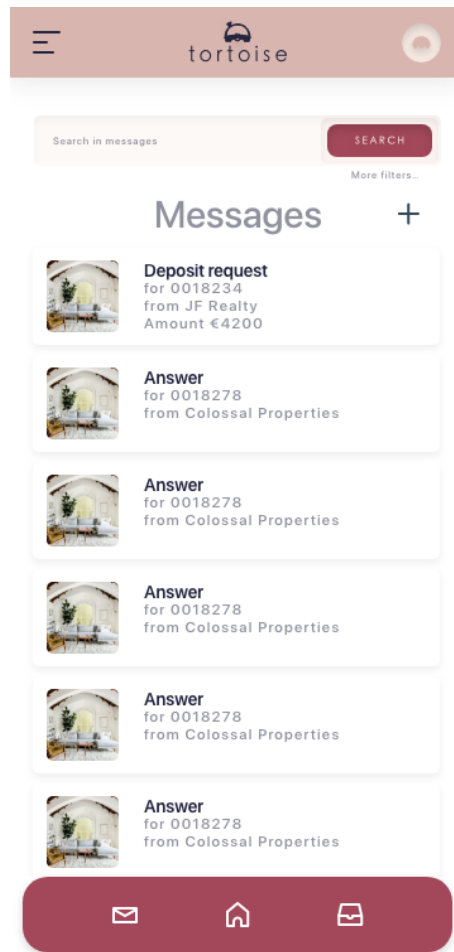 tortoise
Search in messages
SEARCH
More filters..
Messages
Deposit request
for 0018234
from JF Realty
Amount €4200
Answer
for 0018278
from Colossal Properties
Answer
for 0018278
from Colossal Properties
Answer
for 0018278
from Colossal Properties
Answer
for 0018278
from Colossal Properties
Answer
for 0018278
from Colossal Properties